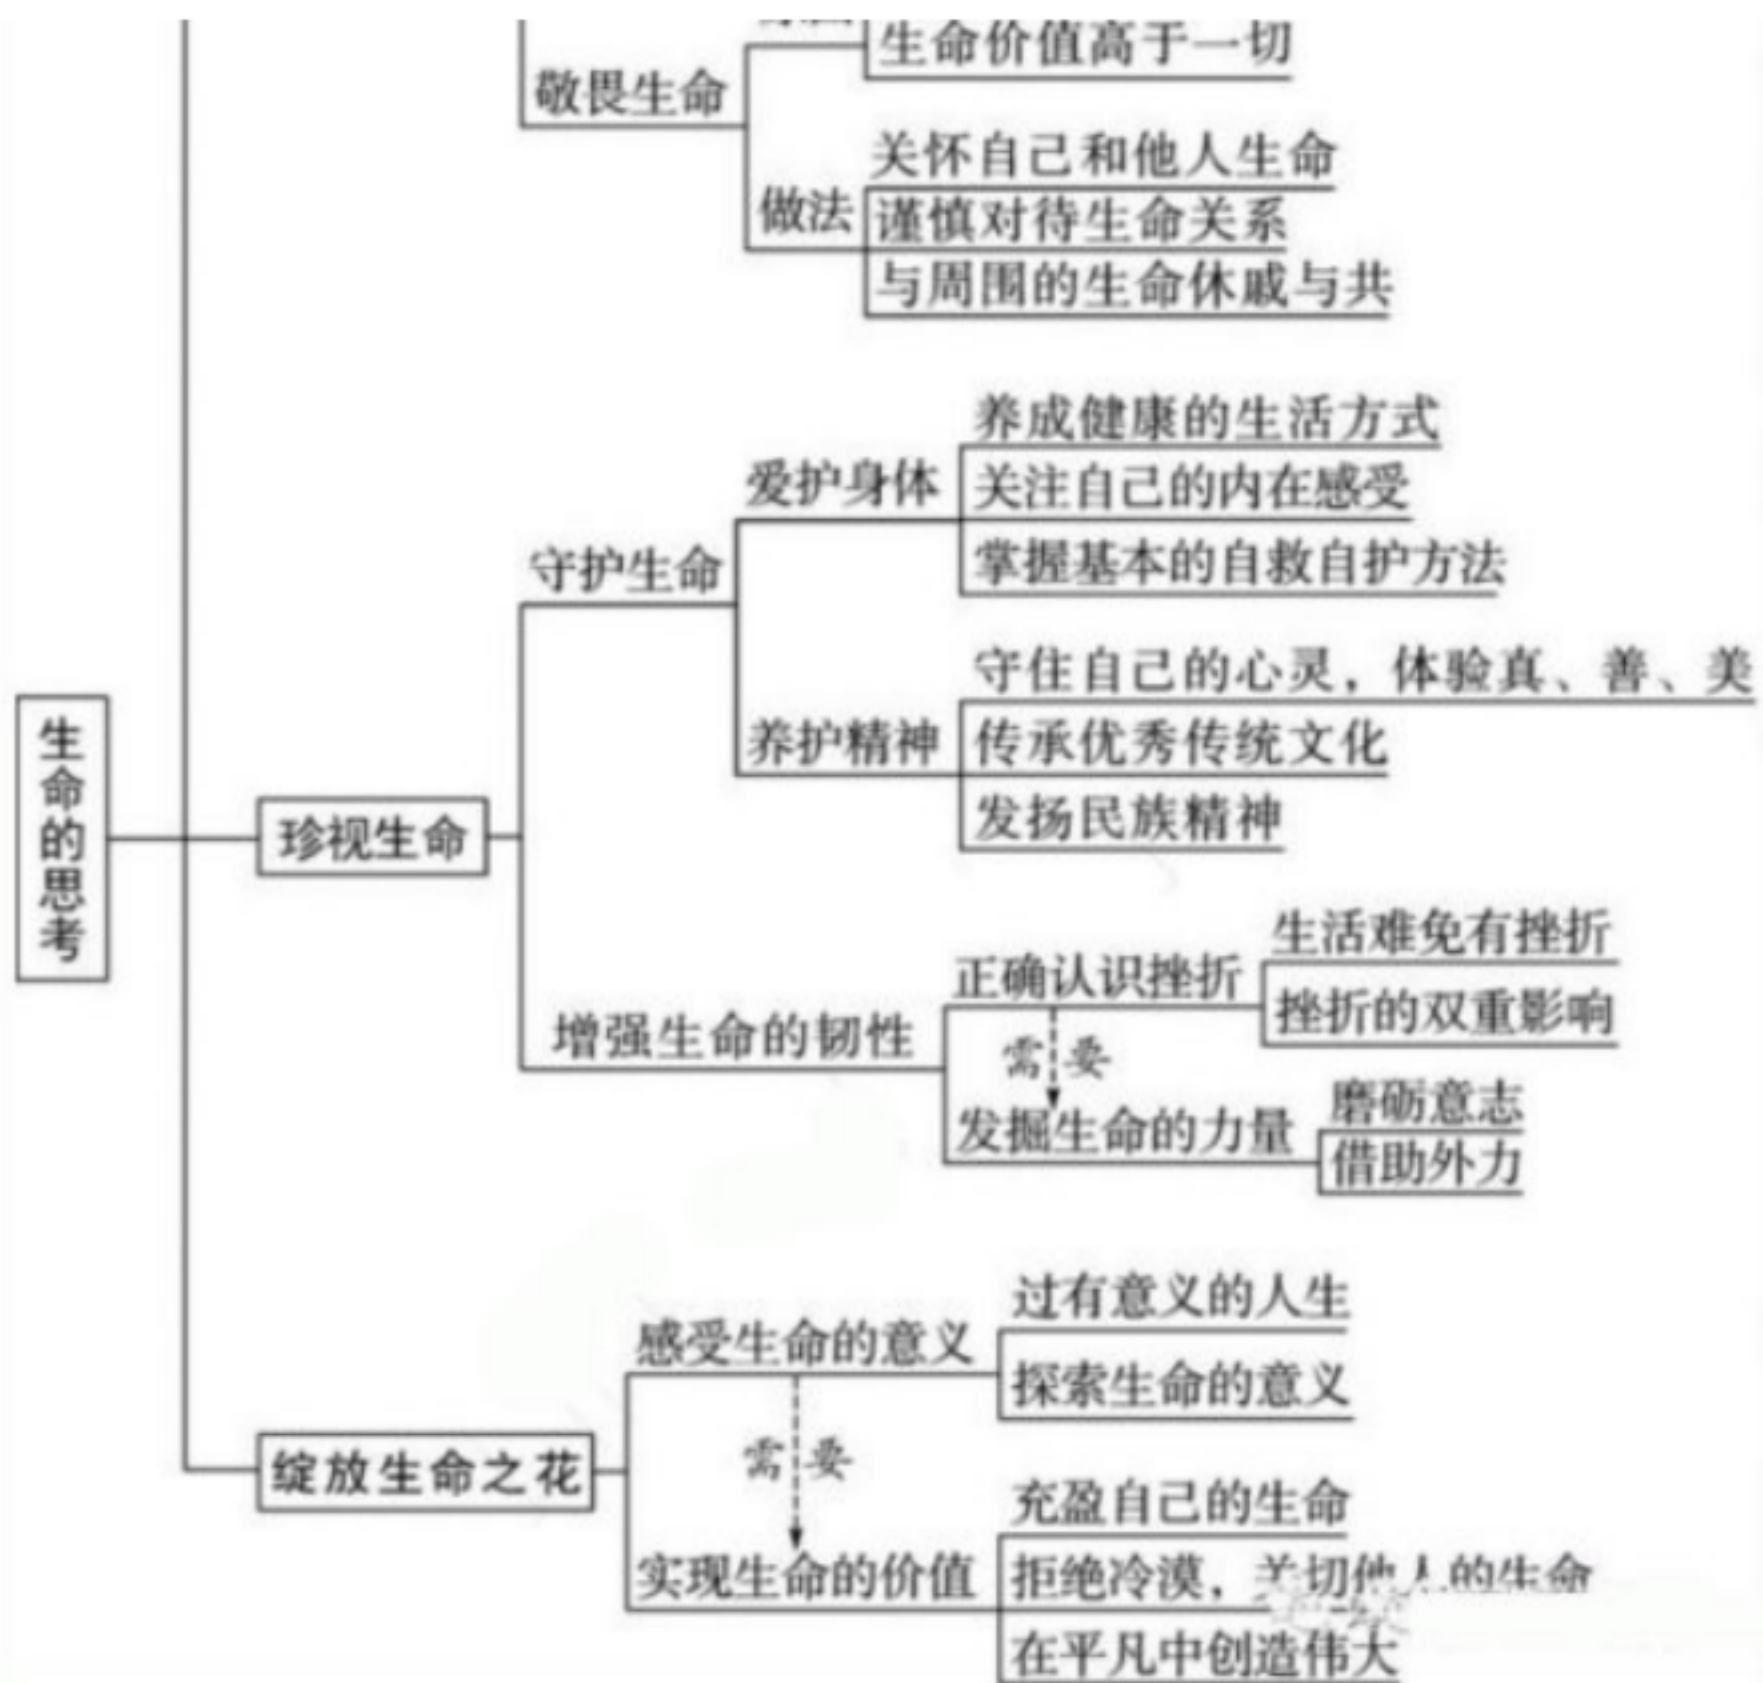 生命价值高于一切
敬畏生命
关怀自己和他人生命
做法
谨慎对待生命关系
与周围的生命休戚与共
养成健康的生活方式
爱护身体
关注自己的内在感受
掌握基本的自救自护方法
守护生命
守住自己的心灵，体验真、善、美
养护精神
传承优秀传统文化
发扬民族精神
生命的思考
珍视生命
生活难免有挫折
正确认识挫折
挫折的双重影响
增强生命的韧性
需要
磨砺意志
发掘生命的力量
借助外力
过有意义的人生
感受生命的意义
探索生命的意义
需要
绽放生命之花
充盈自己的生命
实现生命的价值
拒绝冷漠，关切他人的生命
在平凡中创造伟大